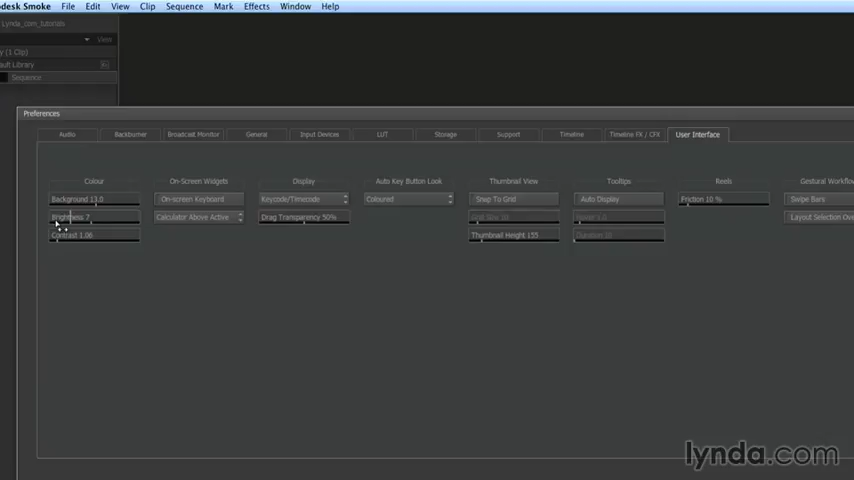 odesk Smoke File Edit View Clip Sequence Mark Effects Window Help
Lynda_com_tutorials
View
y (1 Clip)
ault Library
Sequence
Preferences
Audio Backburner Broadcast Monitor General Input Devices LUT Storage Support Timeline Timeline FX / CFX User Interface
Colour On-Screen Widgets Display Auto Key Button Look Thumbnail View Tooltips Reels Gestural Workflow
Background 13.0 On-screen Keyboard Keycode/Timecode Coloured Snap To Grid Auto Display Friction 10 % Swipe Bars
Brightness 7 Calculator Above Active Drag Transparency 50% Layout Selection Ove
Contrast 1.06 Thumbnail Height 155
lynda.com